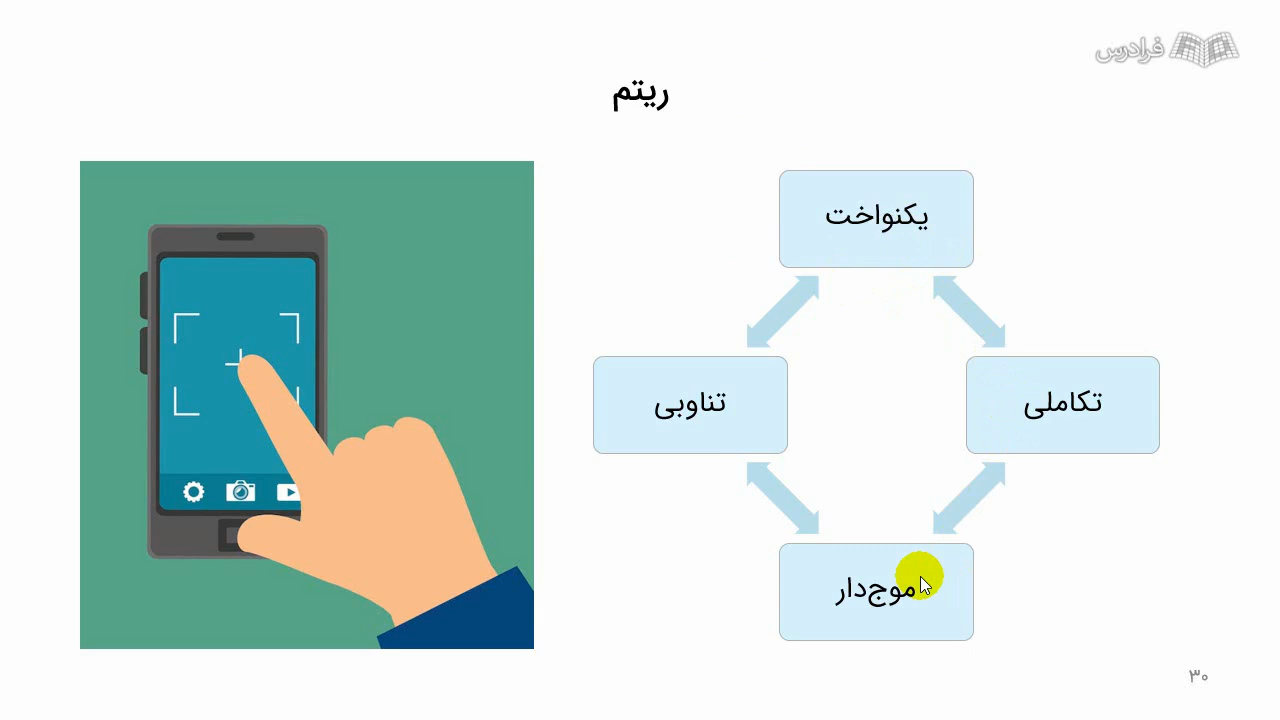 فرادرس
ریتم
یکنواخت
تکاملی
تناوبی
موج‌دار
۳۰